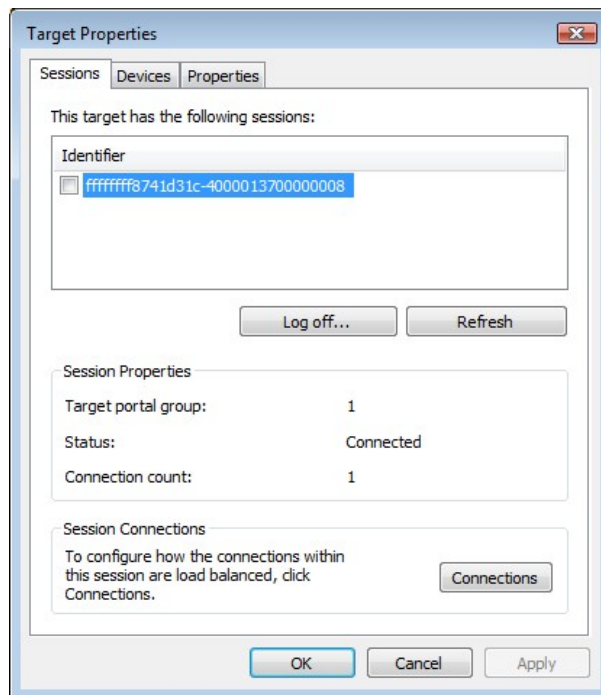 Target Properties
Sessions Devices Properties
This target has the following sessions:
Identifier
ffffffff8741d31c-4000013700000008
Log off... Refresh
Session Properties
Target portal group: 1
Status: Connected
Connection count: 1
Session Connections
To configure how the connections within
this session are load balanced, click
Connections.
Connections
OK Cancel Apply